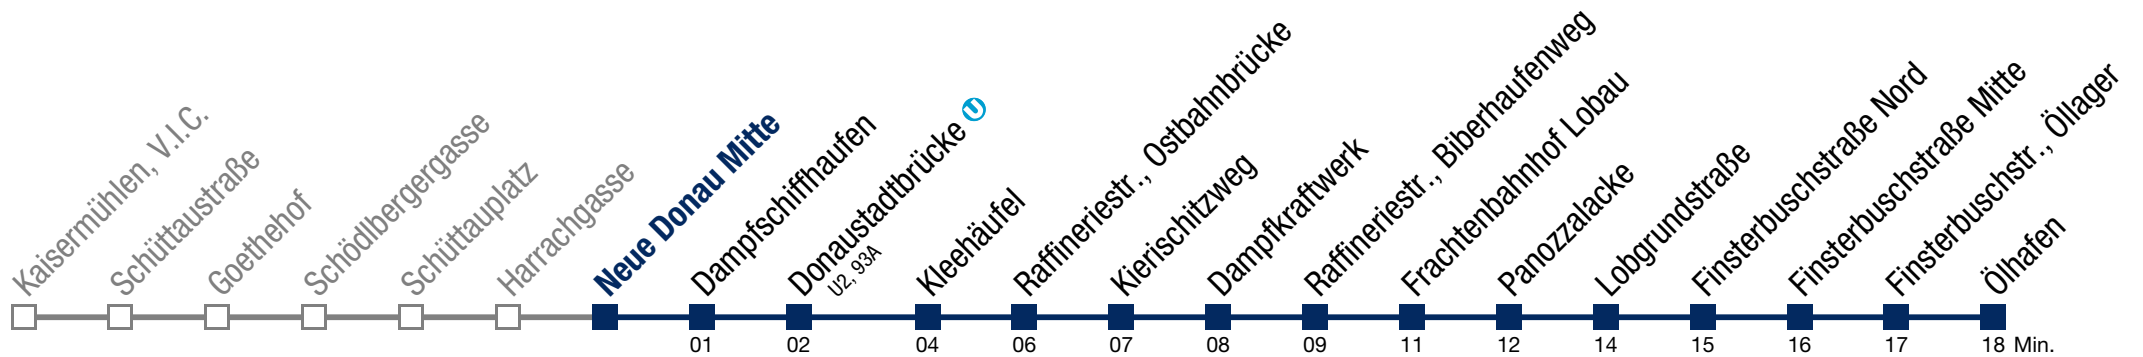 Kaisermühlen, V.I.C.
Schüttaustraße
Goethehof
Schödlbergergasse
Schüttauplatz
Harrachgasse
Neue Donau Mitte
Dampfschiffhaufen
Donaustadtbrücke U
U2, 93A
Kleehäufel
Raffineriestr., Ostbahnbrücke
Kierischitzweg
Dampfkraftwerk
Raffineriestr., Biberhaufenweg
Frachtenbahnhof Lobau
Panozzalacke
Lobgrundstraße
Finsterbuschstraße Nord
Finsterbuschstraße Mitte
Finsterbuschstr., Öllager
Ölhafen
01 02 04 06 07 08 09 11 12 14 15 16 17 18 Min.